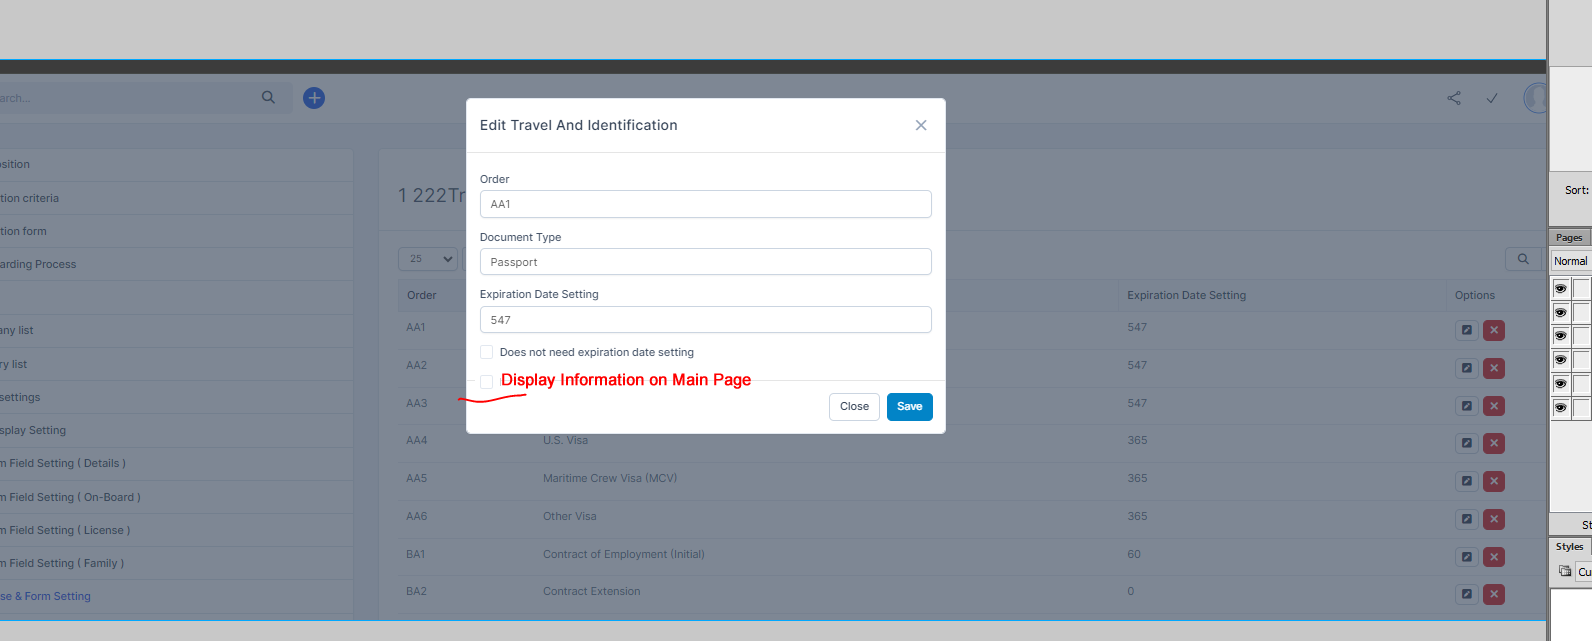 arch...
Edit Travel And Identification
Order
AA1
Document Type
Passport
Expiration Date Setting
547
Does not need expiration date setting
Display Information on Main Page
Close
Save
sition
tion criteria
tion form
arding Process
any list
ry list
settings
splay Setting
m Field Setting ( Details )
m Field Setting ( On-Board )
m Field Setting ( License )
m Field Setting ( Family )
se & Form Setting
1 222Tr
25
Order Expiration Date Setting Options
AA1 547
AA2 547
AA3 547
AA4 U.S. Visa 365
AA5 Maritime Crew Visa (MCV) 365
AA6 Other Visa 365
BA1 Contract of Employment (Initial) 60
BA2 Contract Extension 0
Sort:
Pages
Normal
St
Styles
Cu